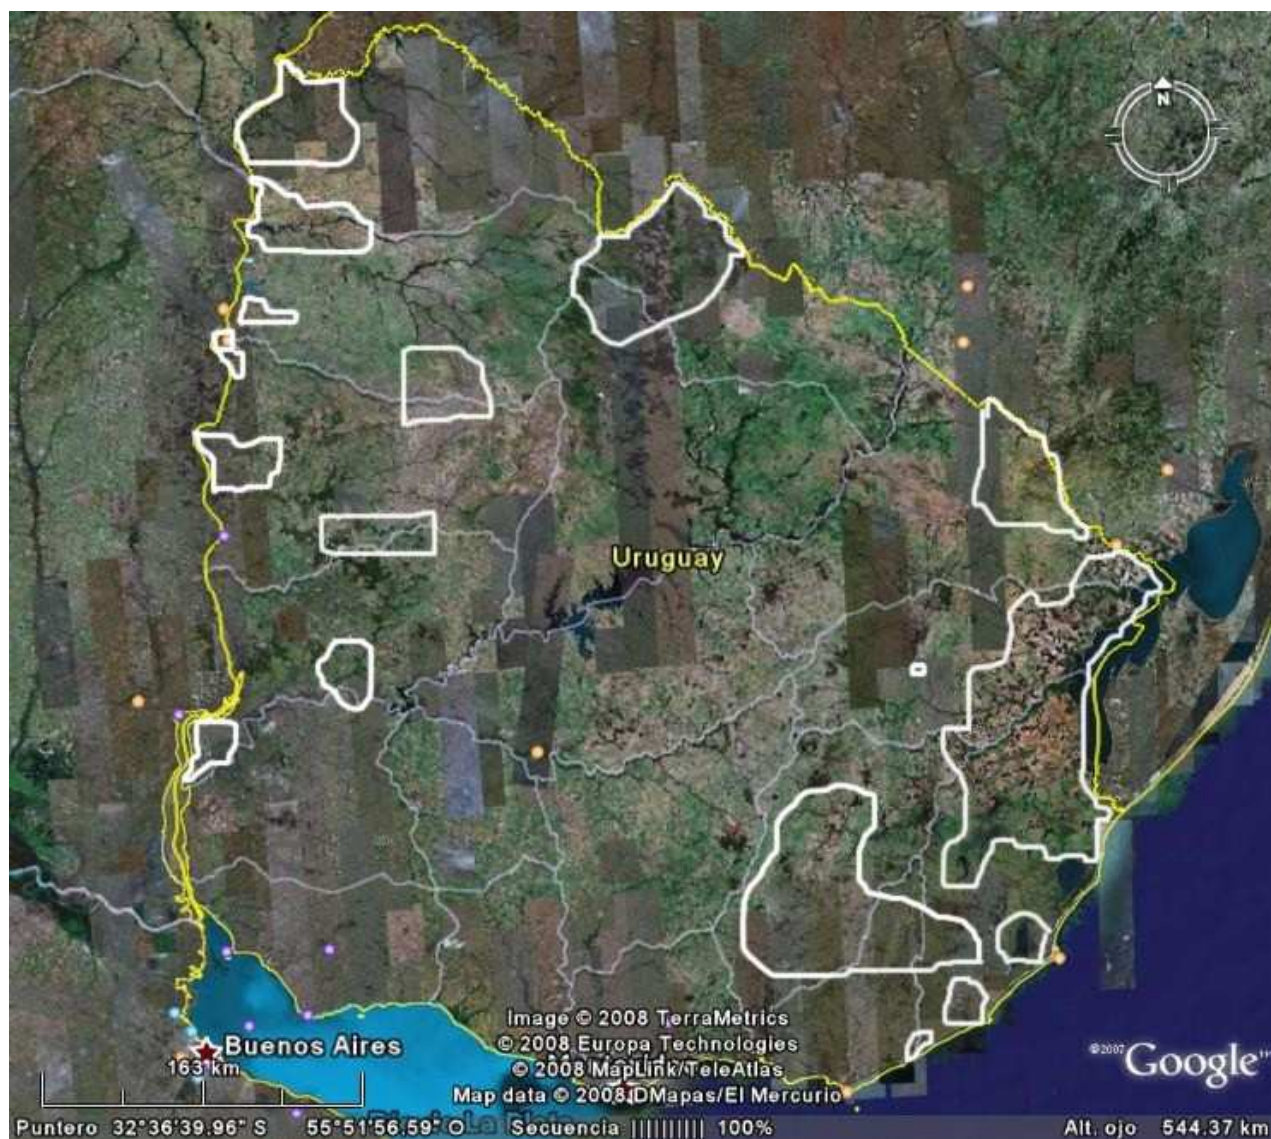 N
Uruguay
Image © 2008 TerraMetrics
Buenos Aires
© 2008 Europa Technologies
163 km
© 2008 MapLink/TeleAtlas
©2007 Google™
Map data © 2008 DMapas/El Mercurio
Puntero 32°36'39.96" S 55°51'56.59" O Secuencia 100% Alt. ojo 544.37 km